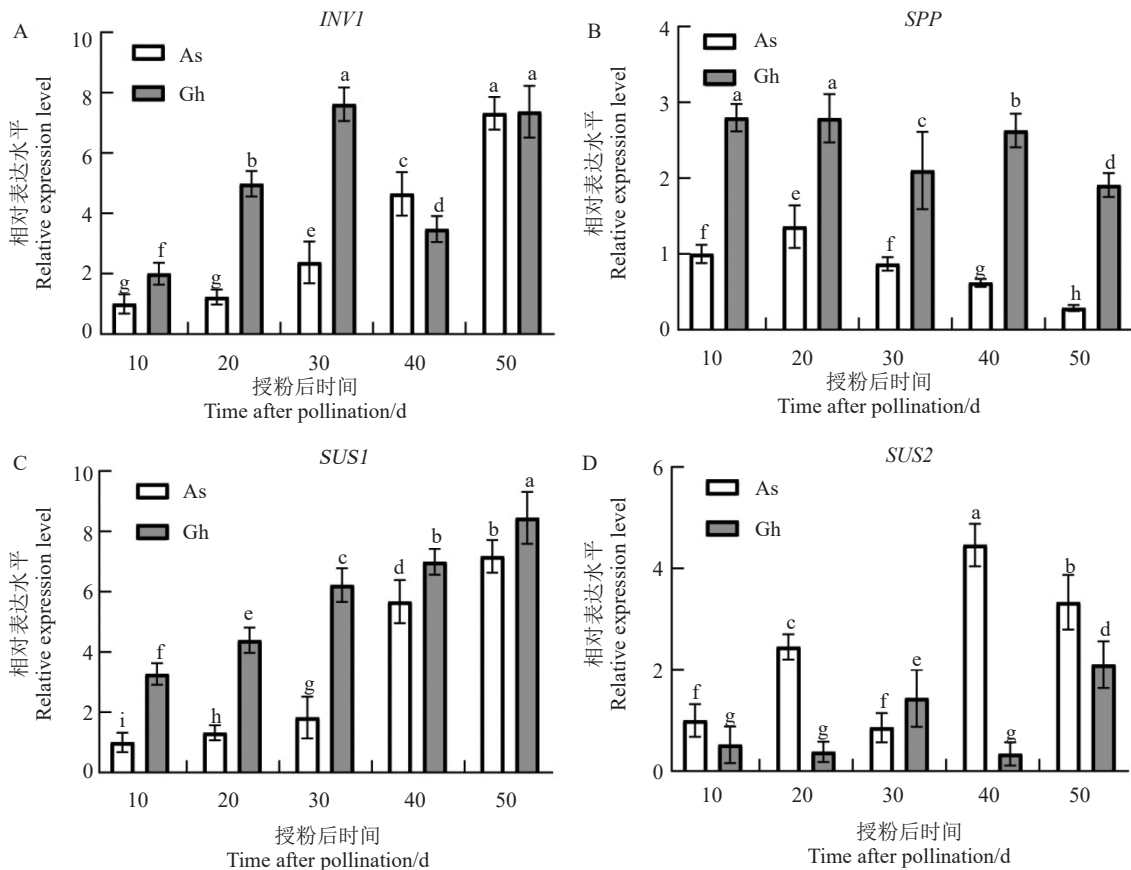 A
INV1
As
Gh
相对表达水平
Relative expression level
10
8
6
4
2
0
g
f
g
b
e
a
c
d
a
a
10 20 30 40 50
授粉后时间
Time after pollination/d
B
SPP
As
Gh
相对表达水平
Relative expression level
4
3
2
1
0
f
a
e
a
f
c
g
b
h
d
10 20 30 40 50
授粉后时间
Time after pollination/d
C
SUS1
As
Gh
相对表达水平
Relative expression level
10
8
6
4
2
0
i
f
h
e
g
c
d
b
b
a
10 20 30 40 50
授粉后时间
Time after pollination/d
D
SUS2
As
Gh
相对表达水平
Relative expression level
6
4
2
0
f
g
c
g
f
e
a
g
b
d
10 20 30 40 50
授粉后时间
Time after pollination/d